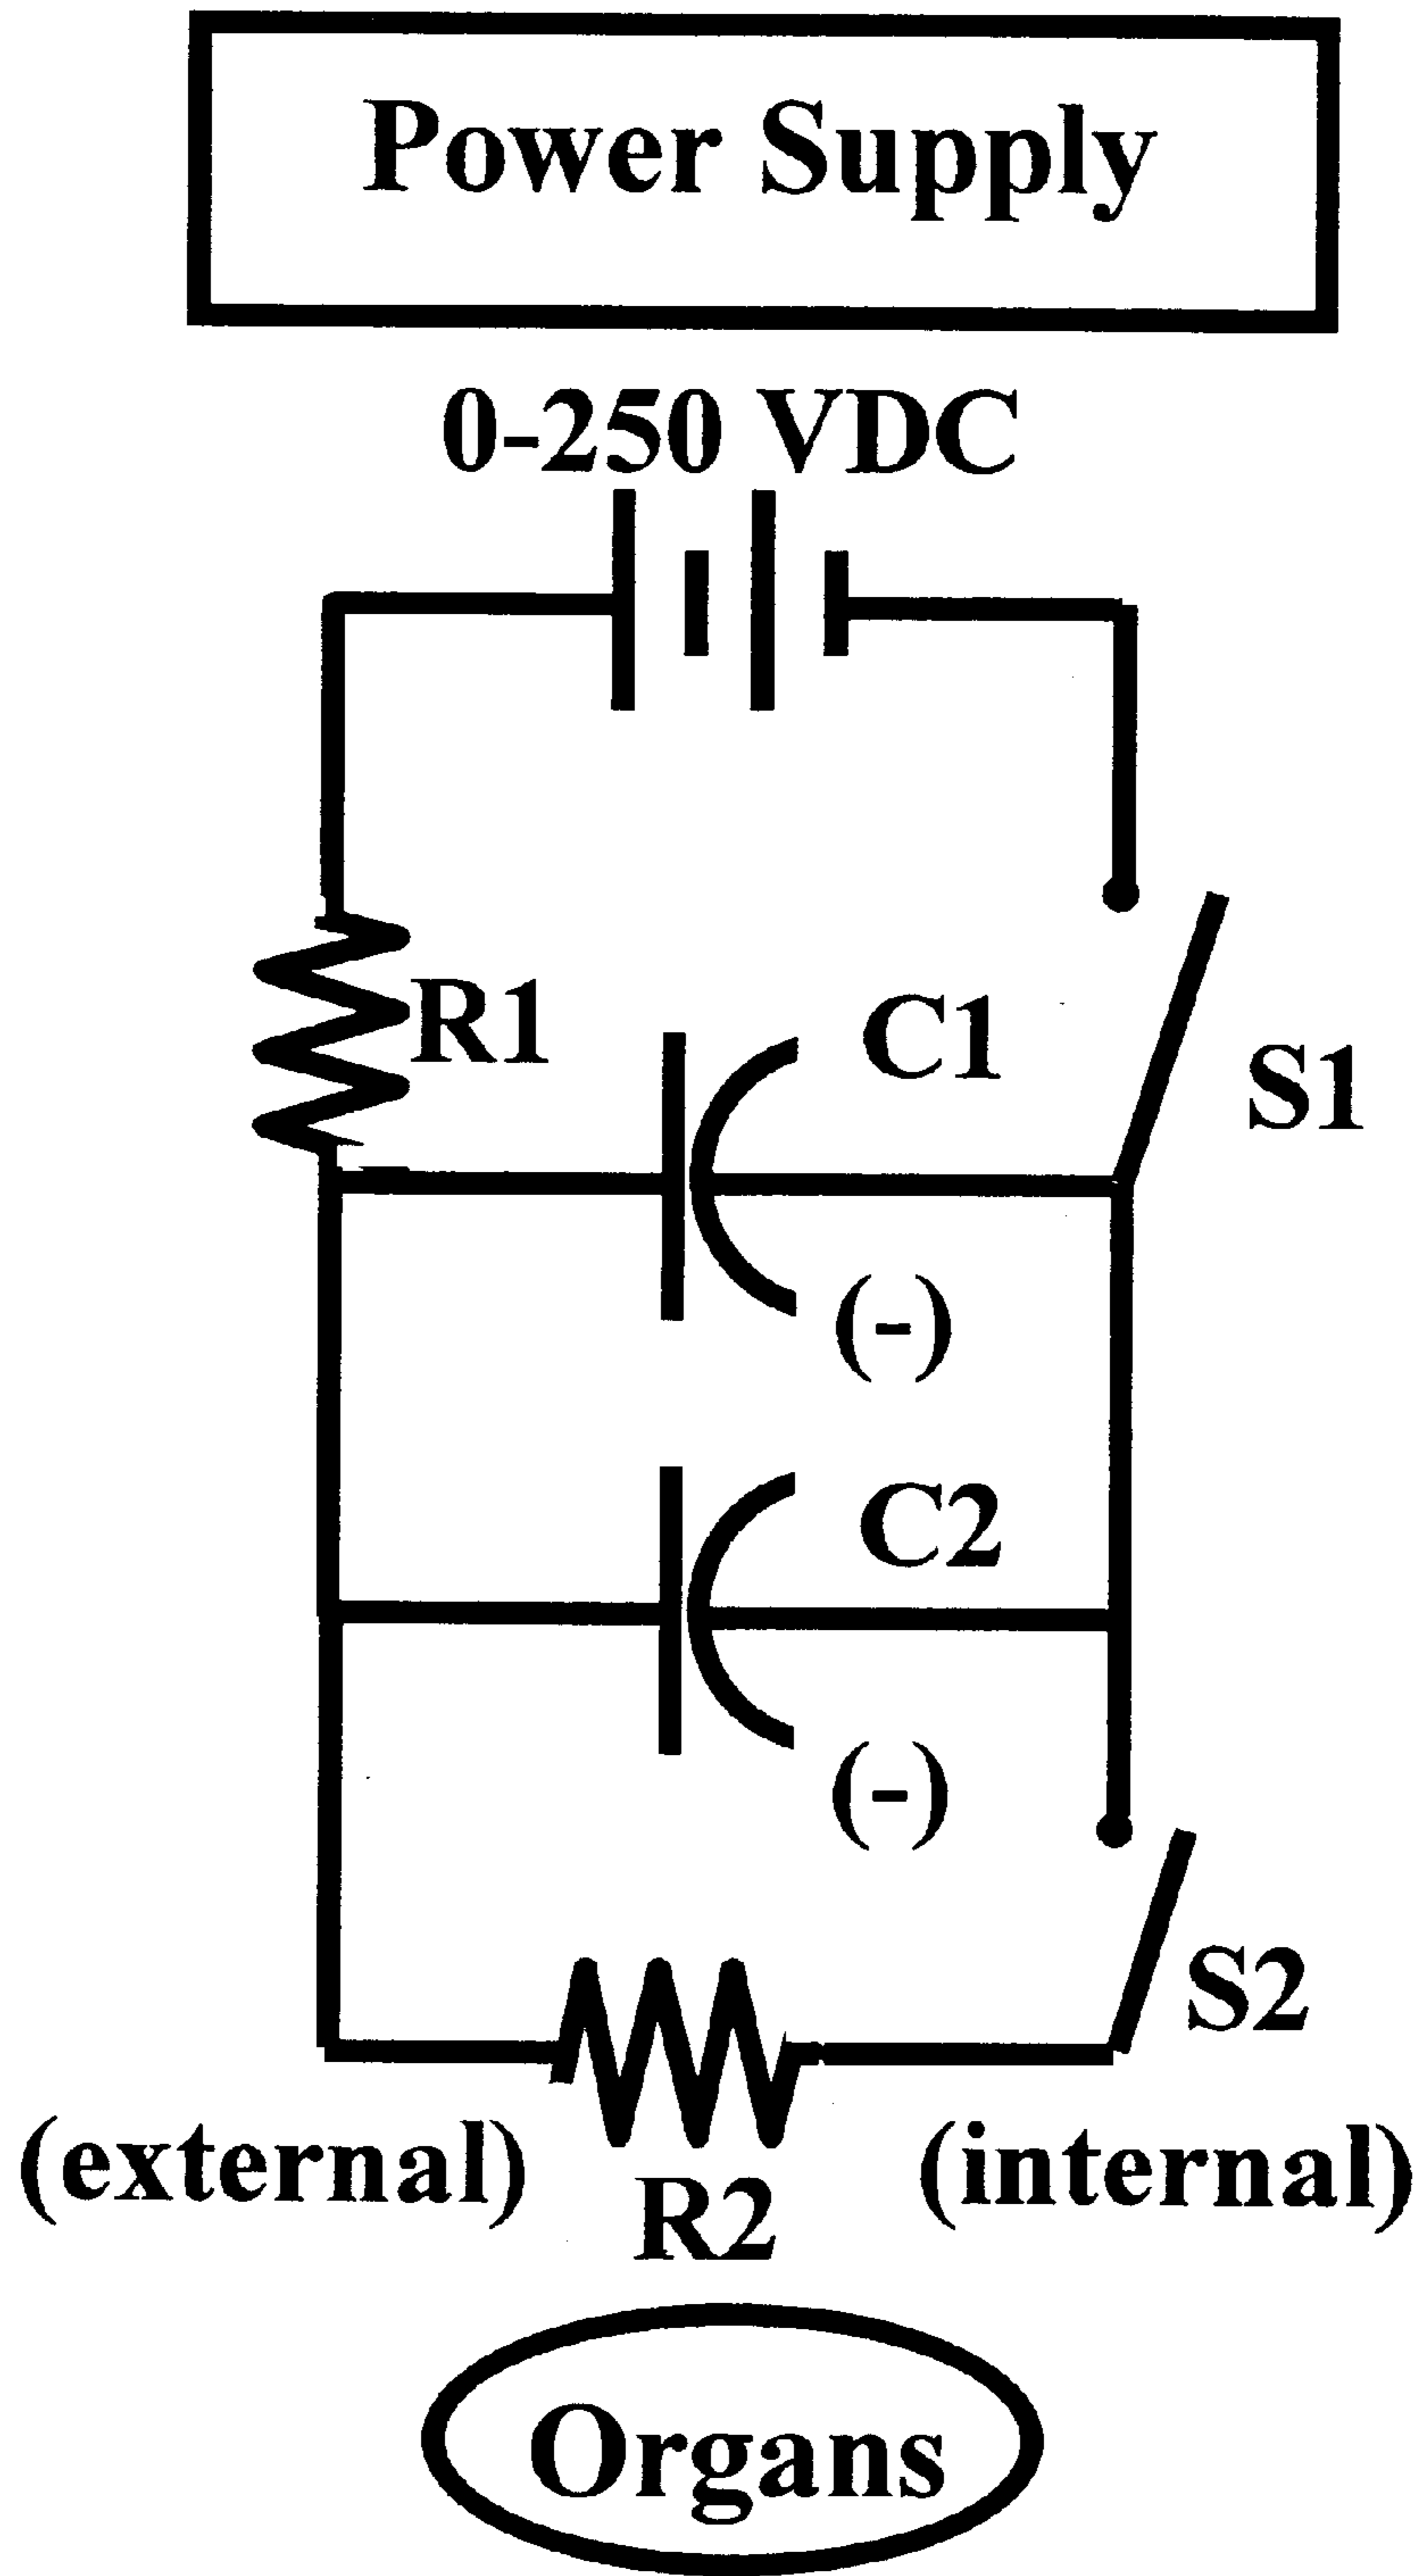 Power Supply
0-250 VDC
R1
C1
S1
(-)
C2
(-)
S2
(external)
R2
(internal)
Organs